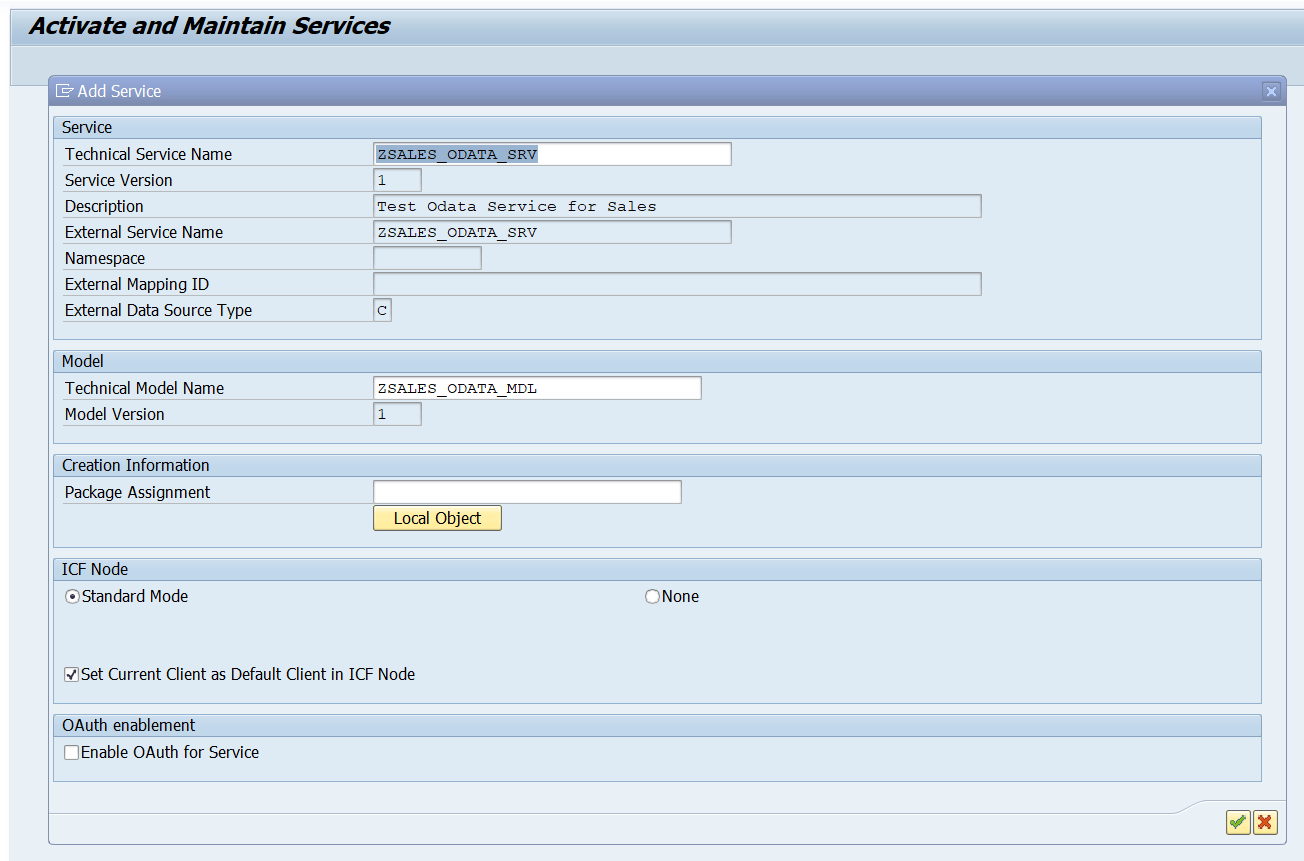 Activate and Maintain Services
Add Service
Service
Technical Service Name ZSALES_ODATA_SRV
Service Version 1
Description Test Odata Service for Sales
External Service Name ZSALES_ODATA_SRV
Namespace
External Mapping ID
External Data Source Type C
Model
Technical Model Name ZSALES_ODATA_MDL
Model Version 1
Creation Information
Package Assignment
Local Object
ICF Node
Standard Mode None
Set Current Client as Default Client in ICF Node
OAuth enablement
Enable OAuth for Service